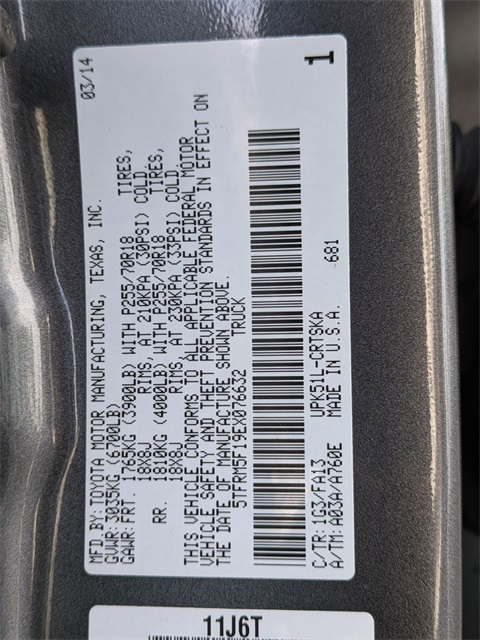 MFD.BY: TOYOTA MOTOR MANUFACTURING, TEXAS, INC. 03/14
GVWR: 3035KG (6700LB)
GAWR: FRT. 1765KG (3900LB) WITH P255/70R18 TIRES,
18X8J RIMS, AT 210KPA (30PSI) COLD
RR. 1810KG (4000LB) WITH P255/70R18 TIRES,
18X8J RIMS, AT 230KPA (33PSI) COLD
THIS VEHICLE CONFORMS TO ALL APPLICABLE FEDERAL MOTOR
VEHICLE SAFETY AND THEFT PREVENTION STANDARDS IN EFFECT ON
THE DATE OF MANUFACTURE SHOWN ABOVE.
5TFRM5F19EX076632 TRUCK
C/TR: 1G3/FA13 UPK51L-CRTSKA 681
A/TM: A03A/A760E MADE IN U.S.A.
1
11J6T